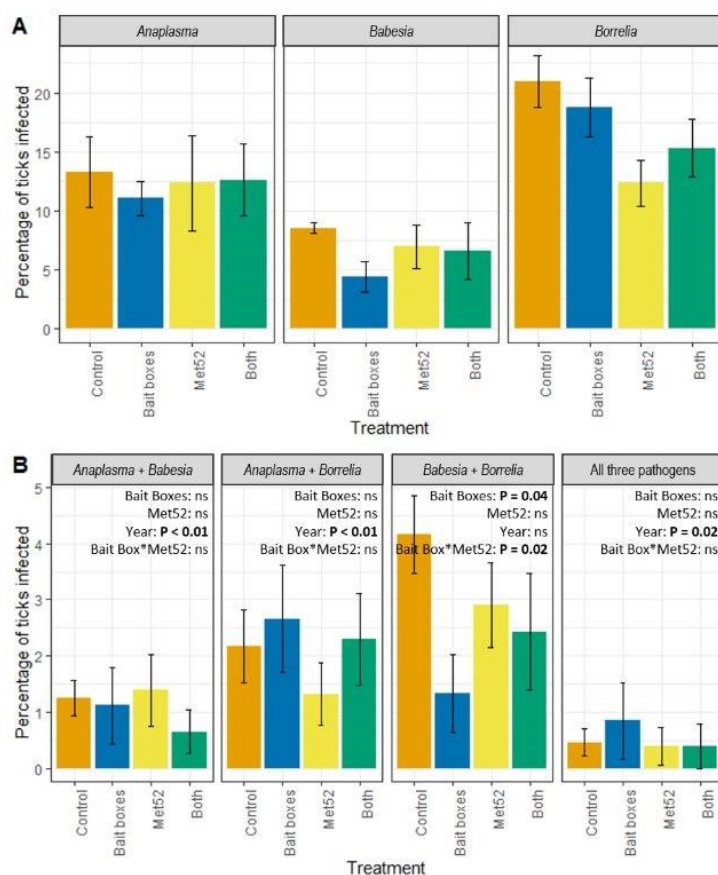 A
Anaplasma
Babesia
Borrelia
Percentage of ticks infected
20
15
10
5
0
Control
Bait boxes
Met52
Both
Control
Bait boxes
Met52
Both
Control
Bait boxes
Met52
Both
Treatment
B
Anaplasma + Babesia
Anaplasma + Borrelia
Babesia + Borrelia
All three pathogens
Percentage of ticks infected
5
4
3
2
1
0
Bait Boxes: ns
Met52: ns
Year: P < 0.01
Bait Box*Met52: ns
Bait Boxes: ns
Met52: ns
Year: P < 0.01
Bait Box*Met52: ns
Bait Boxes: P = 0.04
Met52: ns
Year: ns
Bait Box*Met52: P = 0.02
Bait Boxes: ns
Met52: ns
Year: P = 0.02
Bait Box*Met52: ns
Control
Bait boxes
Met52
Both
Control
Bait boxes
Met52
Both
Control
Bait boxes
Met52
Both
Control
Bait boxes
Met52
Both
Treatment